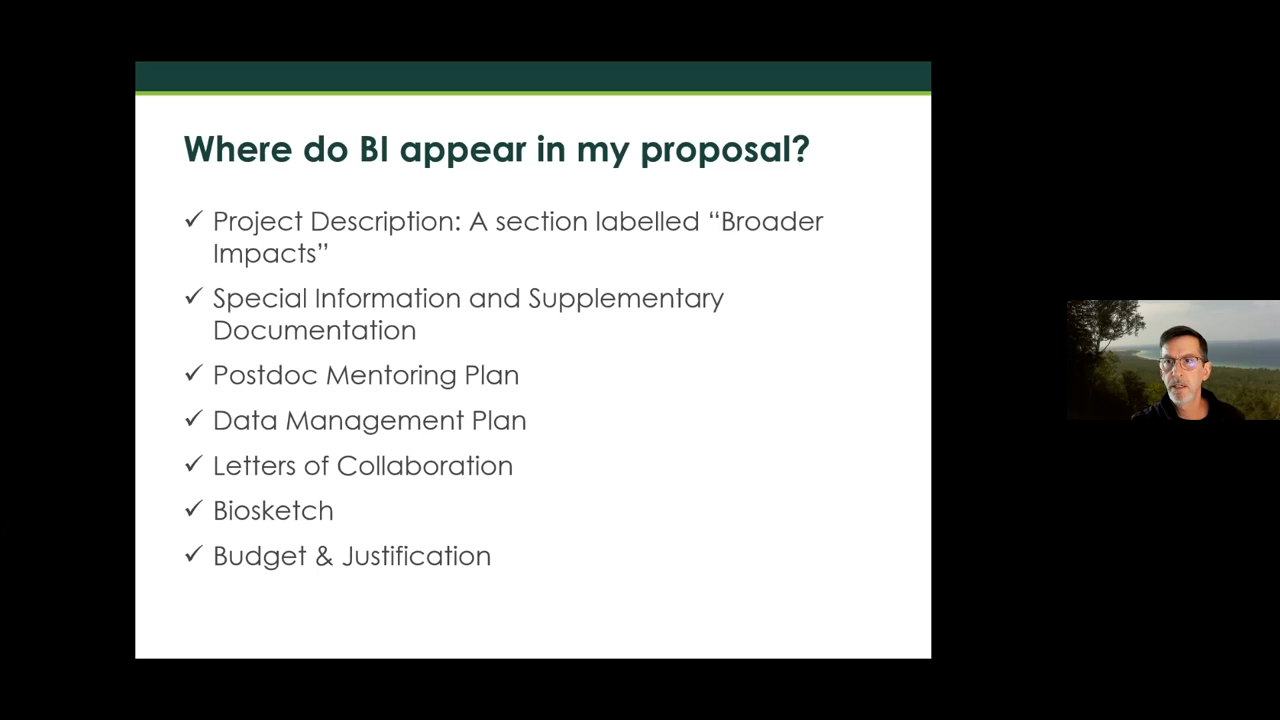 Where do BI appear in my proposal?
✓ Project Description: A section labelled “Broader
Impacts”
✓ Special Information and Supplementary
Documentation
✓ Postdoc Mentoring Plan
✓ Data Management Plan
✓ Letters of Collaboration
✓ Biosketch
✓ Budget & Justification